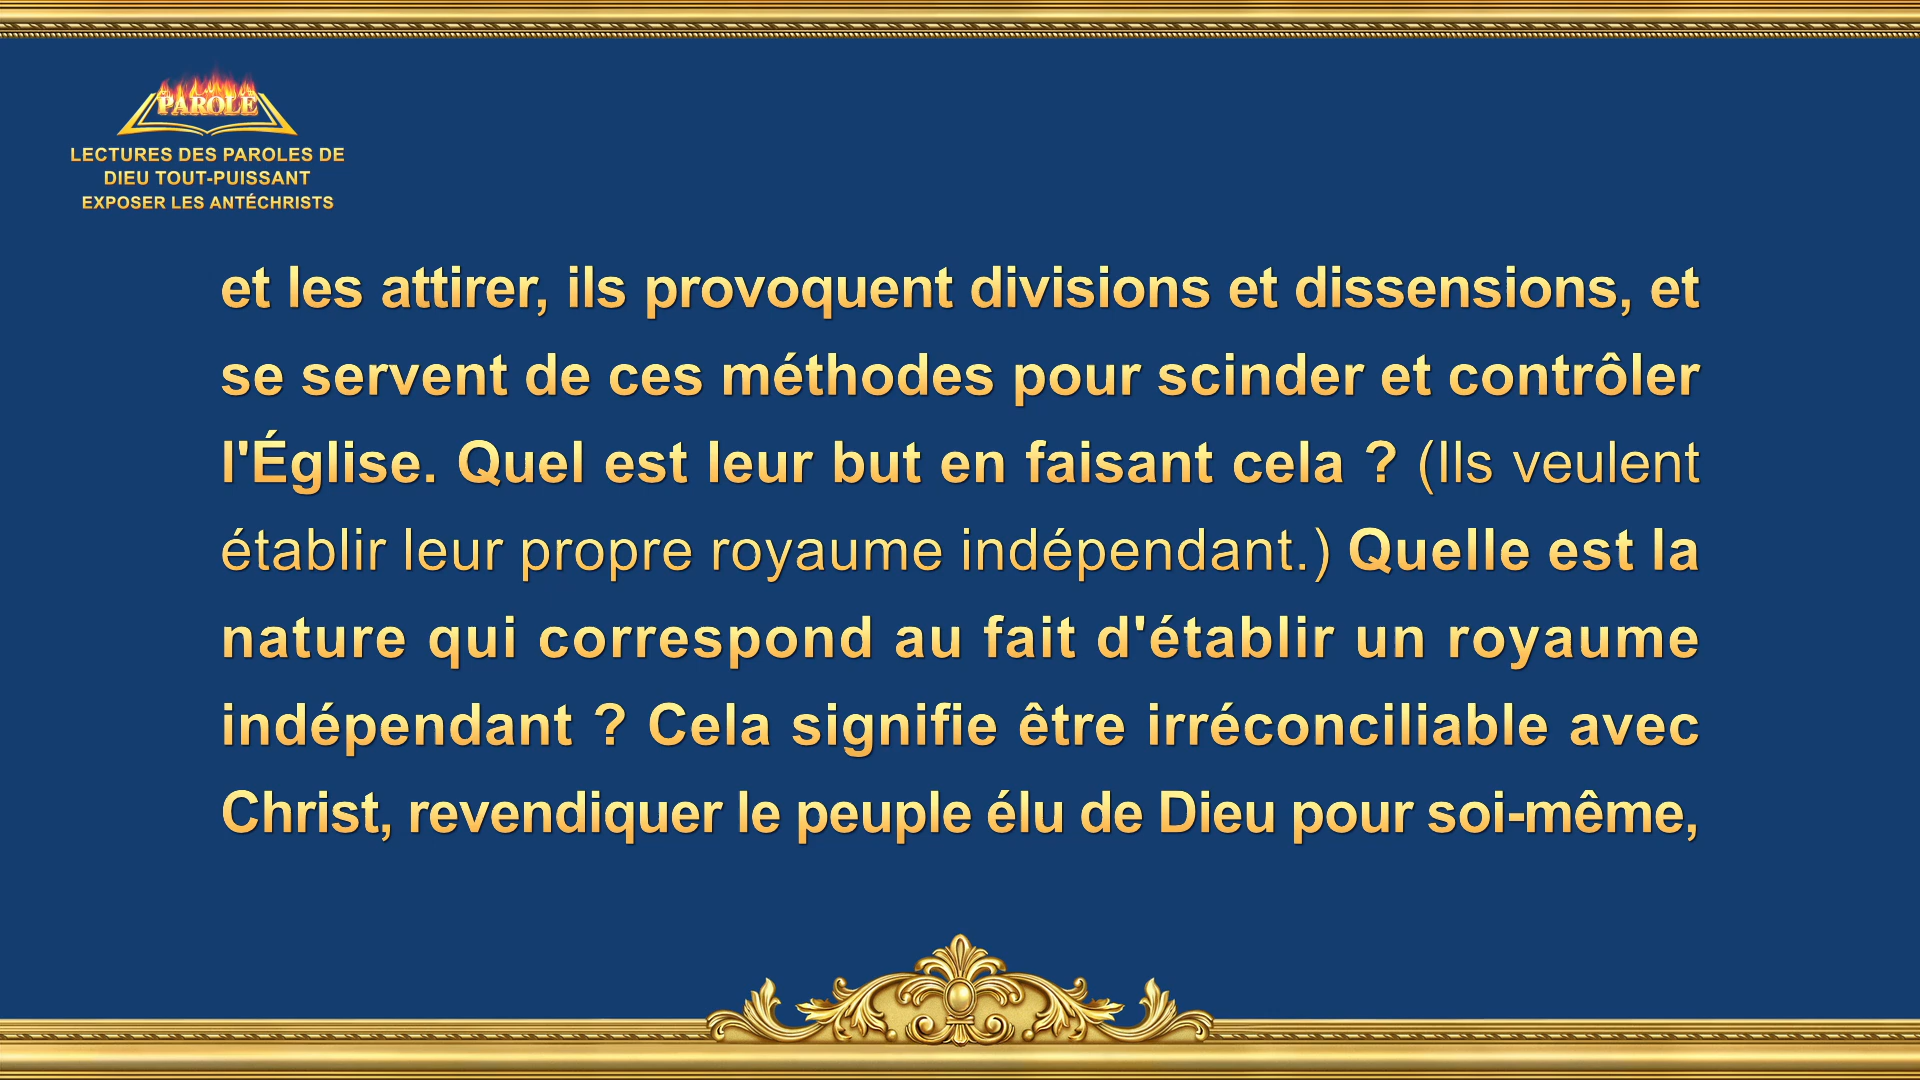 PAROLE
LECTURES DES PAROLES DE
DIEU TOUT-PUISSANT
EXPOSER LES ANTÉCHRISTS
et les attirer, ils provoquent divisions et dissensions, et
se servent de ces méthodes pour scinder et contrôler
l'Église. Quel est leur but en faisant cela ? (Ils veulent
établir leur propre royaume indépendant.) Quelle est la
nature qui correspond au fait d'établir un royaume
indépendant ? Cela signifie être irréconciliable avec
Christ, revendiquer le peuple élu de Dieu pour soi-même,